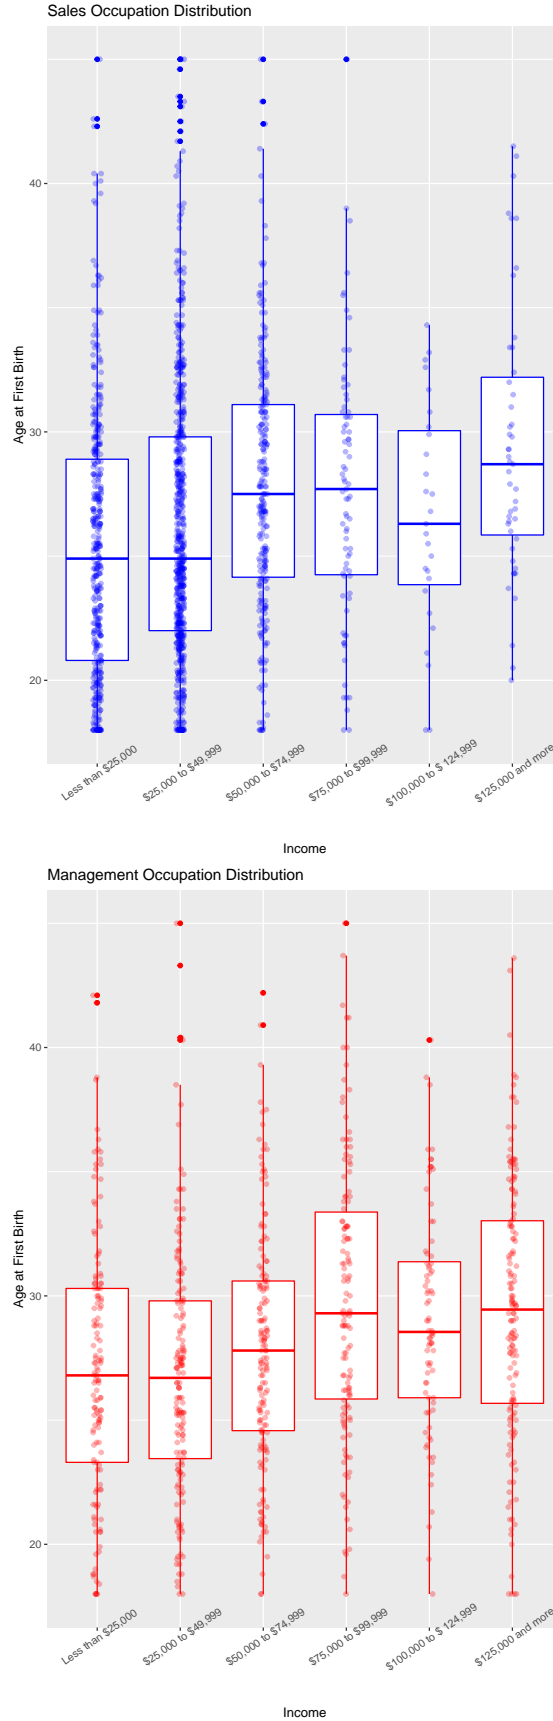 Sales Occupation Distribution
Age at First Birth
40
30
20
Less than $25,000
$25,000 to $49,999
$50,000 to $74,999
$75,000 to $99,999
$100,000 to $ 124,999
$125,000 and more
Income
Management Occupation Distribution
Age at First Birth
40
30
20
Less than $25,000
$25,000 to $49,999
$50,000 to $74,999
$75,000 to $99,999
$100,000 to $ 124,999
$125,000 and more
Income